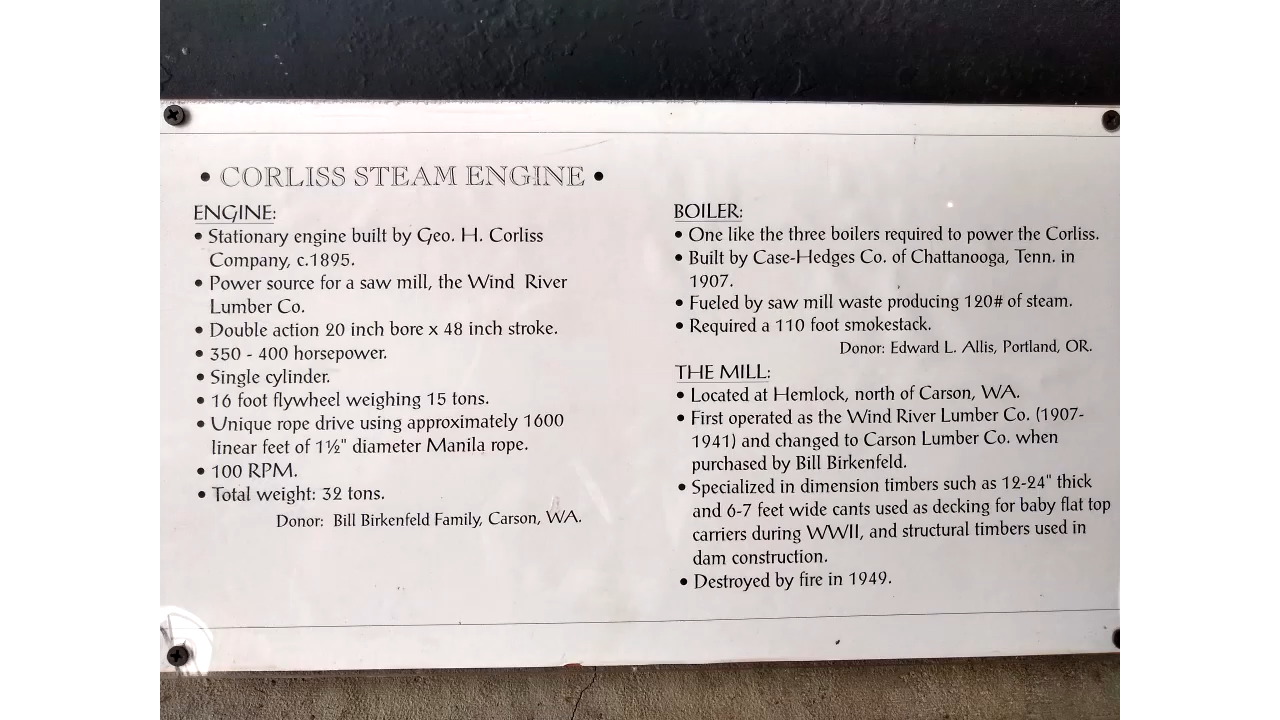 • CORLISS STEAM ENGINE •
ENGINE:
• Stationary engine built by Geo. H. Corliss
Company, c.1895.
• Power source for a saw mill, the Wind River
Lumber Co.
• Double action 20 inch bore x 48 inch stroke.
• 350 - 400 horsepower.
• Single cylinder.
• 16 foot flywheel weighing 15 tons.
• Unique rope drive using approximately 1600
linear feet of 1½" diameter Manila rope.
• 100 RPM.
• Total weight: 32 tons.
Donor: Bill Birkenfeld Family, Carson, WA.
BOILER:
• One like the three boilers required to power the Corliss.
• Built by Case-Hedges Co. of Chattanooga, Tenn. in
1907.
• Fueled by saw mill waste producing 120# of steam.
• Required a 110 foot smokestack.
Donor: Edward L. Allis, Portland, OR.
THE MILL:
• Located at Hemlock, north of Carson, WA.
• First operated as the Wind River Lumber Co. (1907-
1941) and changed to Carson Lumber Co. when
purchased by Bill Birkenfeld.
• Specialized in dimension timbers such as 12-24" thick
and 6-7 feet wide cants used as decking for baby flat top
carriers during WWII, and structural timbers used in
dam construction.
• Destroyed by fire in 1949.